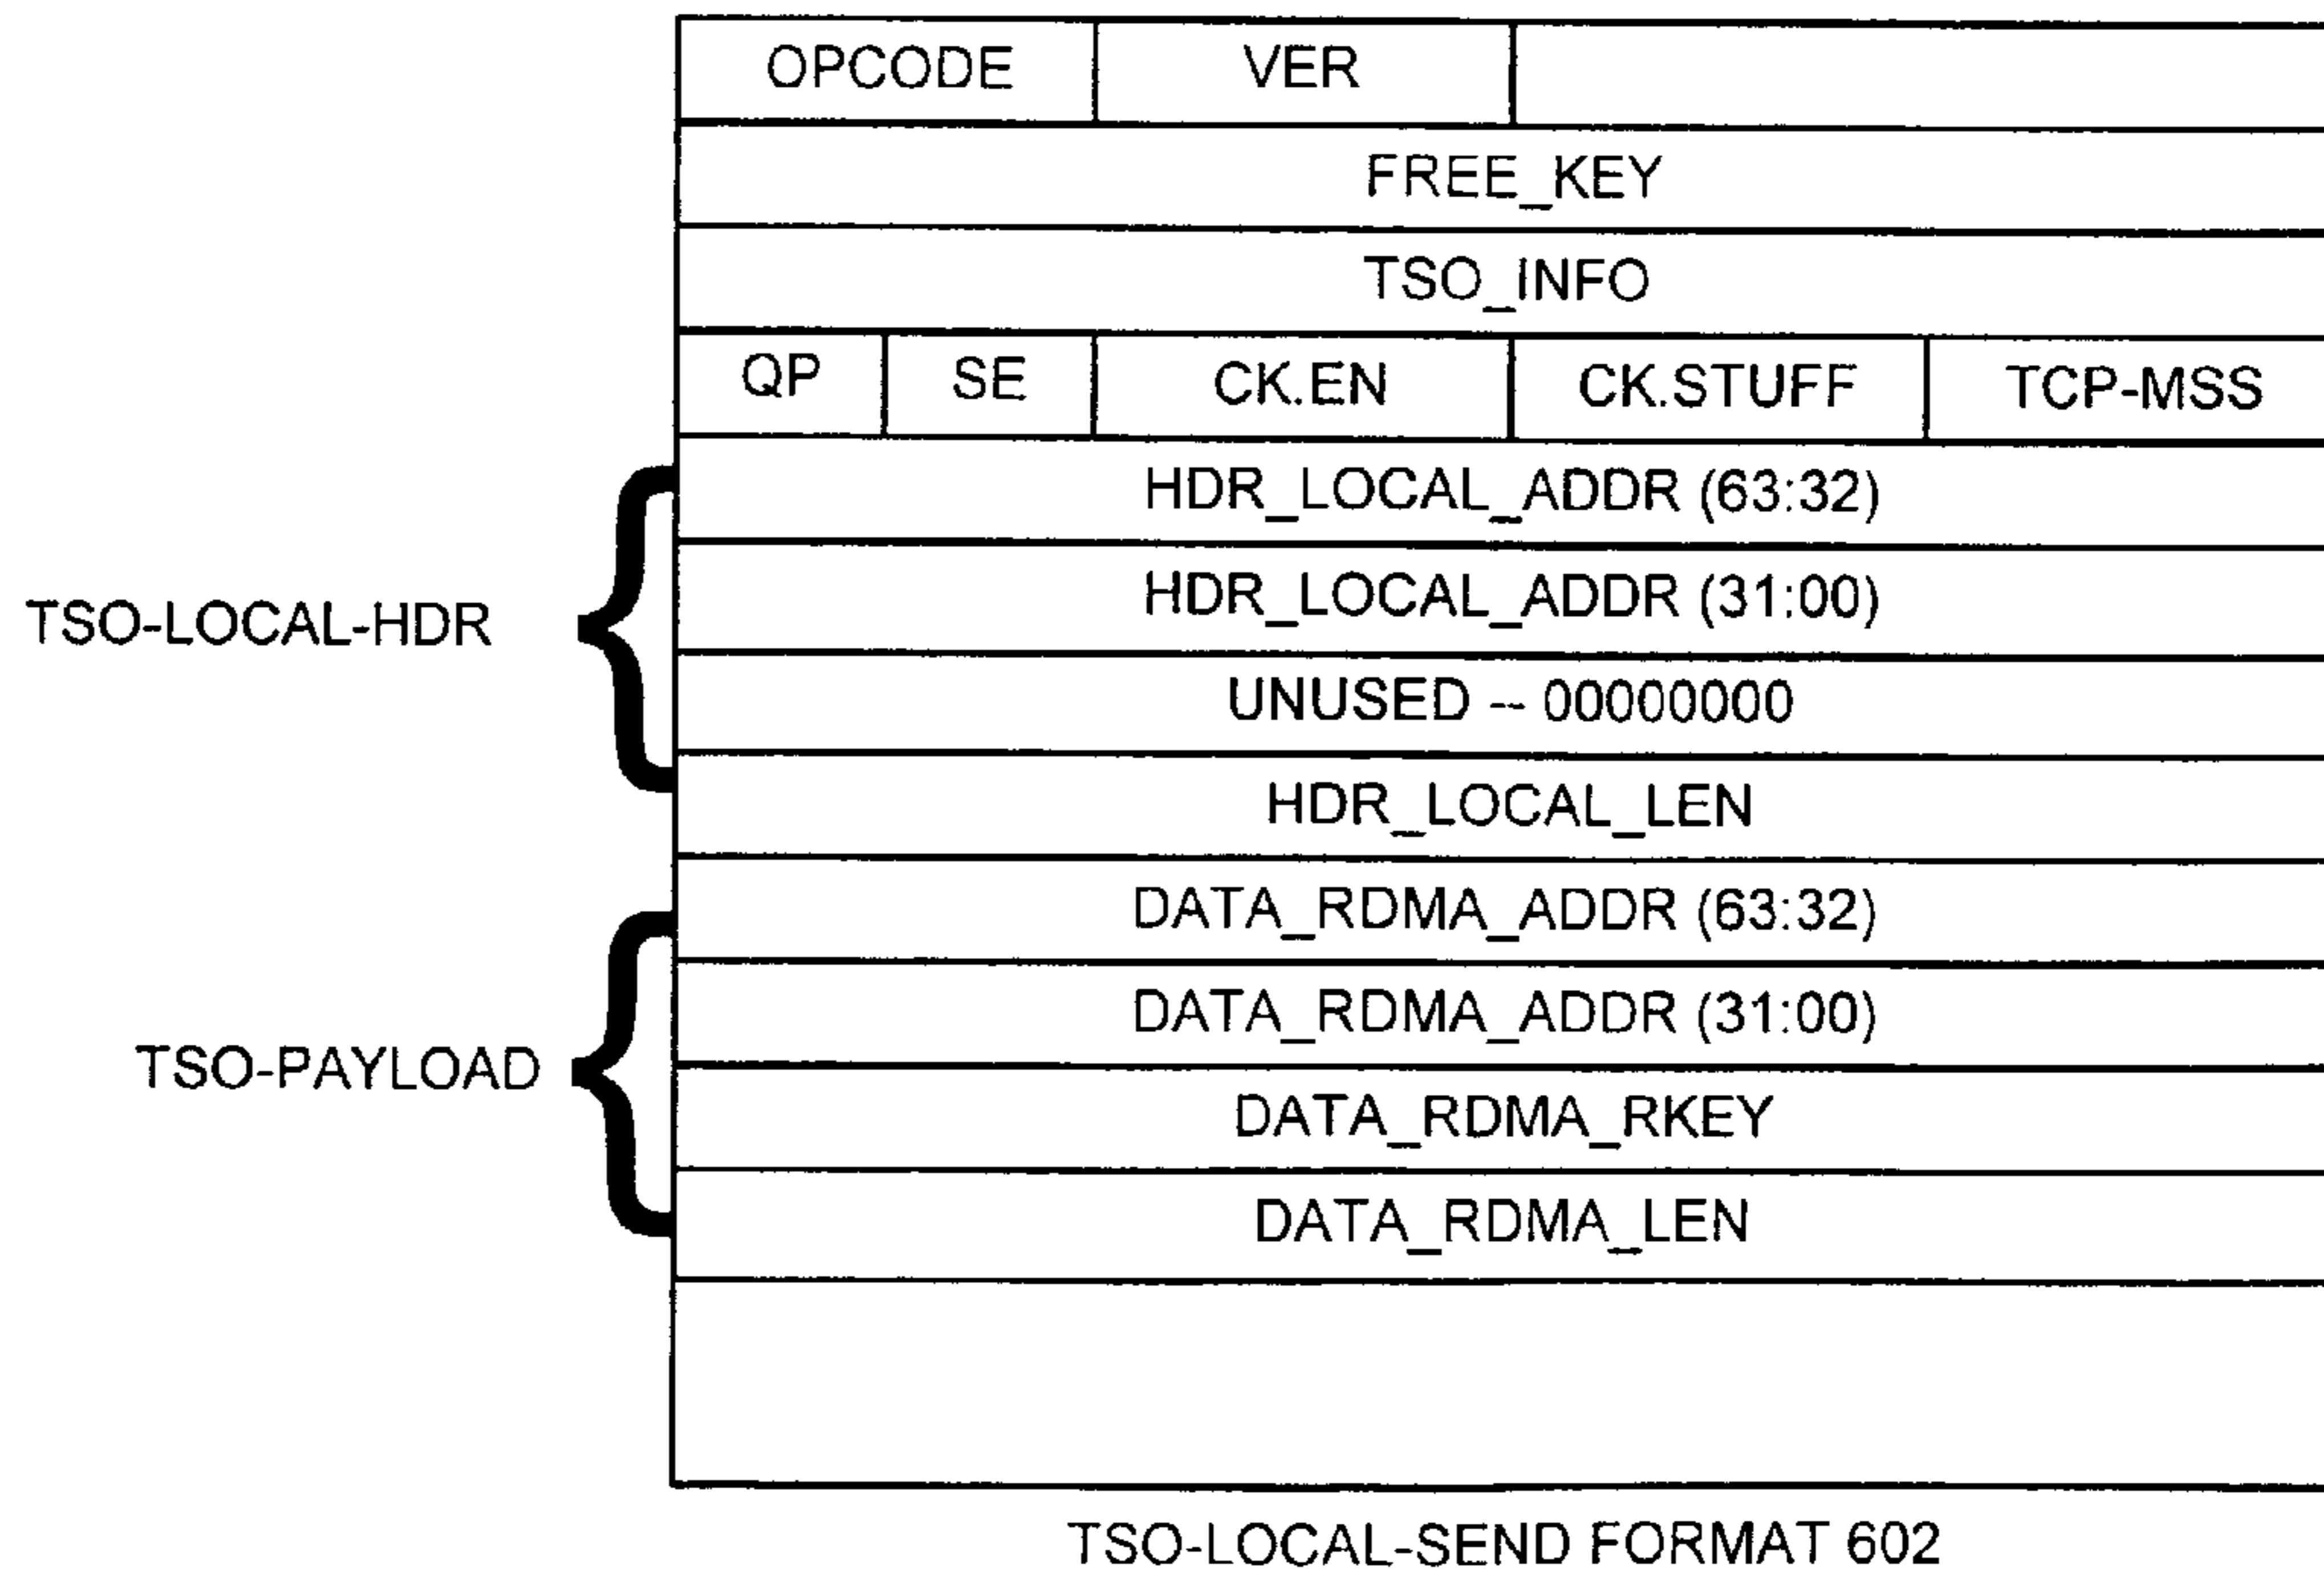 OPCODE VER
FREE_KEY
TSO_INFO
QP SE CK.EN CK.STUFF TCP-MSS
HDR_LOCAL_ADDR (63:32)
HDR_LOCAL_ADDR (31:00)
TSO-LOCAL-HDR
UNUSED -- 00000000
HDR_LOCAL_LEN
DATA_RDMA_ADDR (63:32)
DATA_RDMA_ADDR (31:00)
TSO-PAYLOAD
DATA_RDMA_RKEY
DATA_RDMA_LEN
TSO-LOCAL-SEND FORMAT 602